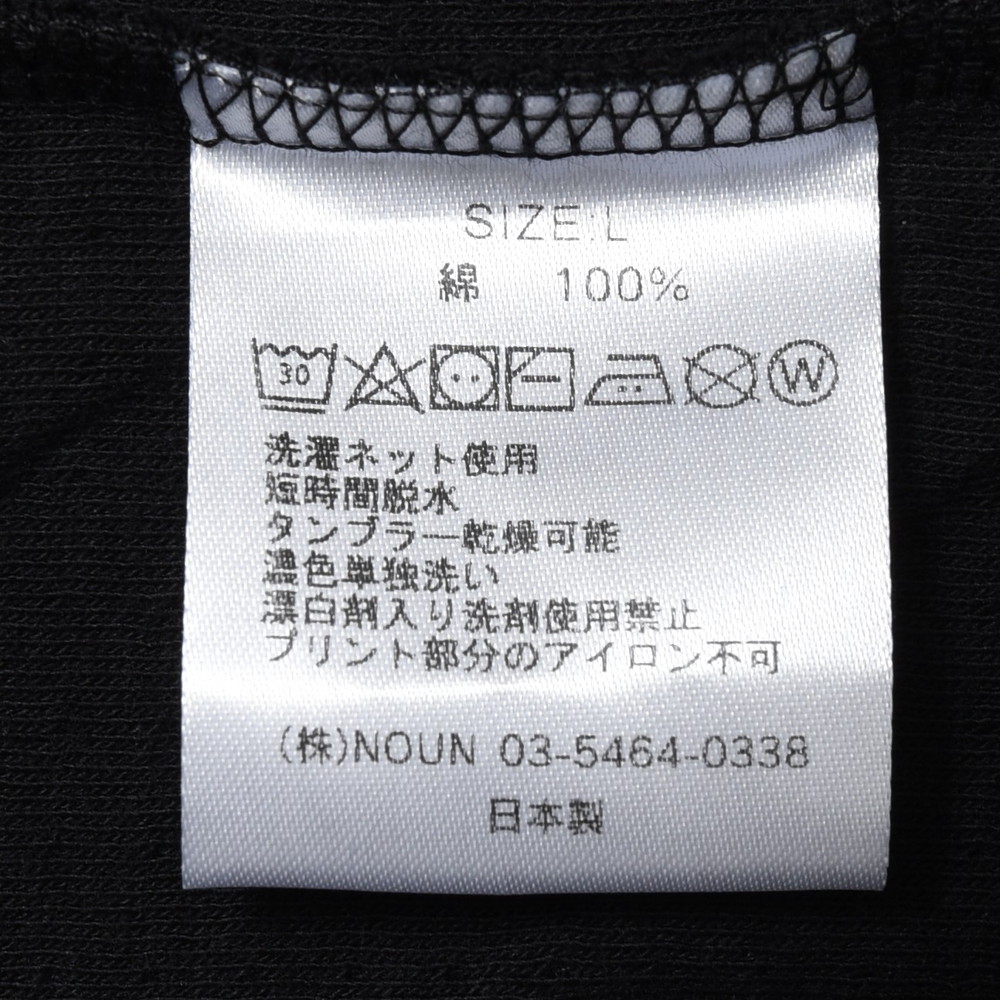 SIZE:L
綿 100%
30 W
洗濯ネット使用
短時間脱水
タンブラー乾燥可能
濃色単独洗い
漂白剤入り洗剤使用禁止
プリント部分のアイロン不可
(株)NOUN 03-5464-0338
日本製